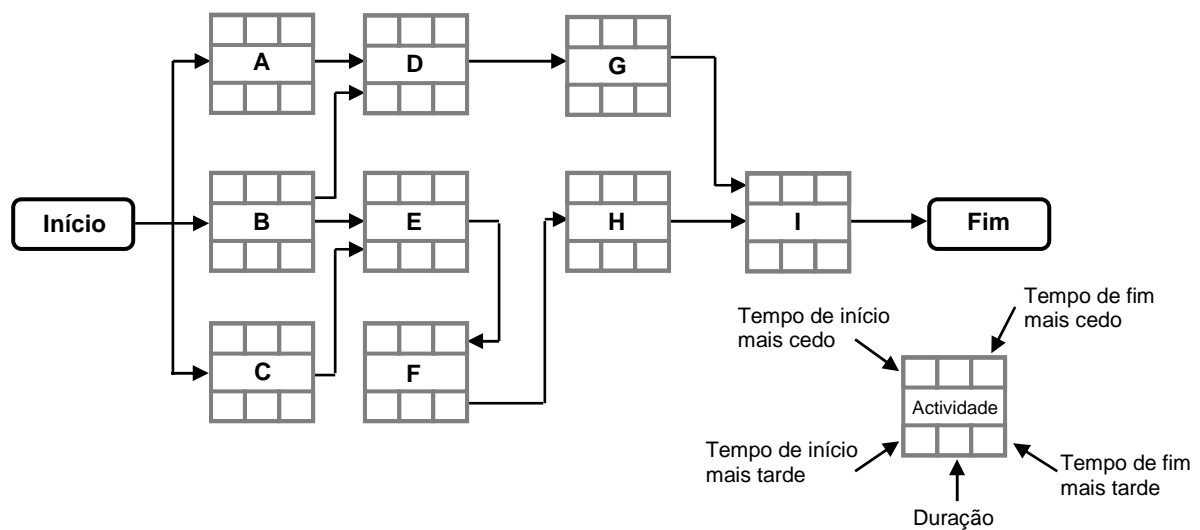 A
D
G
Início
B
E
H
I
Fim
C
F
Tempo de início
mais cedo
Tempo de fim
mais cedo
Actividade
Tempo de início
mais tarde
Tempo de fim
mais tarde
Duração